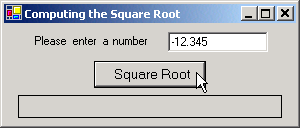 Computing the Square Root
Please enter a number -12.345
Square Root